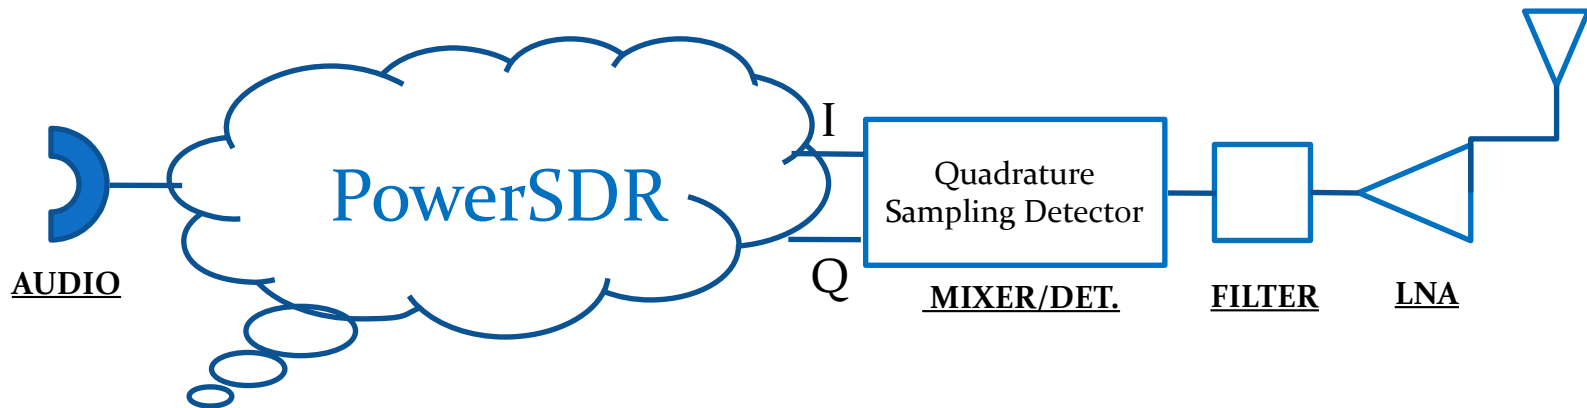 I
PowerSDR
Quadrature
Sampling Detector
Q
AUDIO
MIXER/DET.
FILTER
LNA